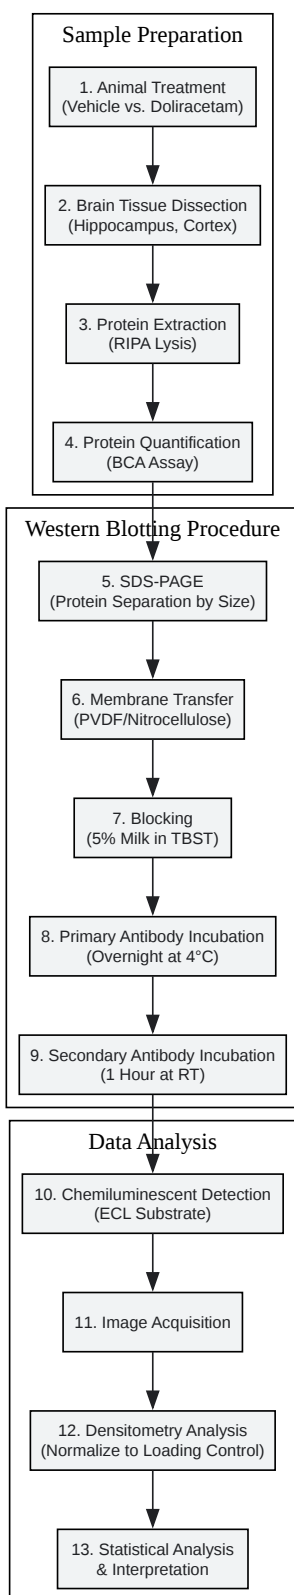 Sample Preparation
1. Animal Treatment
(Vehicle vs. Doliracetam)
2. Brain Tissue Dissection
(Hippocampus, Cortex)
3. Protein Extraction
(RIPA Lysis)
4. Protein Quantification
(BCA Assay)
Western Blotting Procedure
5. SDS-PAGE
(Protein Separation by Size)
6. Membrane Transfer
(PVDF/Nitrocellulose)
7. Blocking
(5% Milk in TBST)
8. Primary Antibody Incubation
(Overnight at 4°C)
9. Secondary Antibody Incubation
(1 Hour at RT)
Data Analysis
10. Chemiluminescent Detection
(ECL Substrate)
11. Image Acquisition
12. Densitometry Analysis
(Normalize to Loading Control)
13. Statistical Analysis
& Interpretation